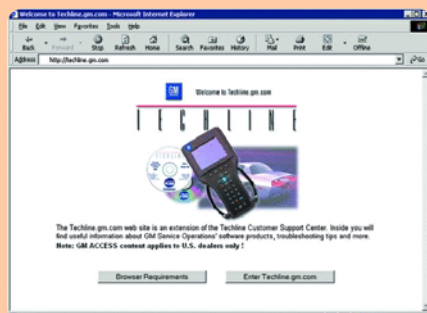 Welcome to Techline.gm.com - Microsoft Internet Explorer
File Edit View Favorites Tools Help
Back Forward Stop Refresh Home Search Favorites History Mail Print Edit Offline
Address http://techline.gm.com Go
GM Welcome to Techline.gm.com
TECHLINE
The Techline.gm.com web site is an extension of the Techline Customer Support Center. Inside you will
find useful information about GM Service Operations' software products, troubleshooting tips and more.
Note: GM ACCESS content applies to U.S. dealers only !
Browser Requirements Enter Techline.gm.com